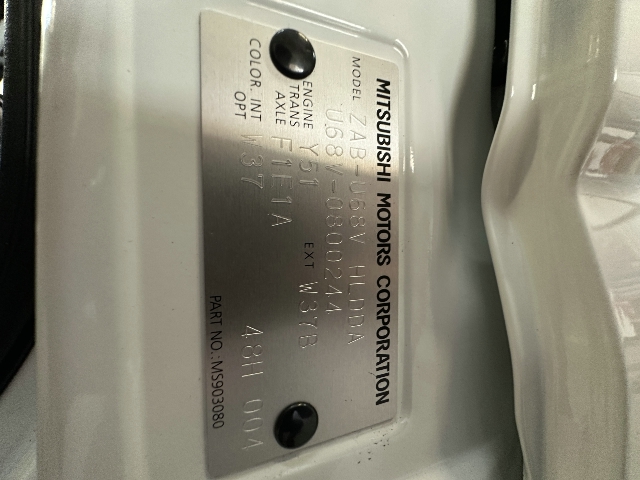 MITSUBISHI MOTORS CORPORATION
MODEL ZAB-U68V HLDDA
U68V-0800244
ENGINE Y51 EXT W37B
TRANS AXLE F1E1A
COLOR, INT OPT W37 48H 004
PART NO.: MS903080